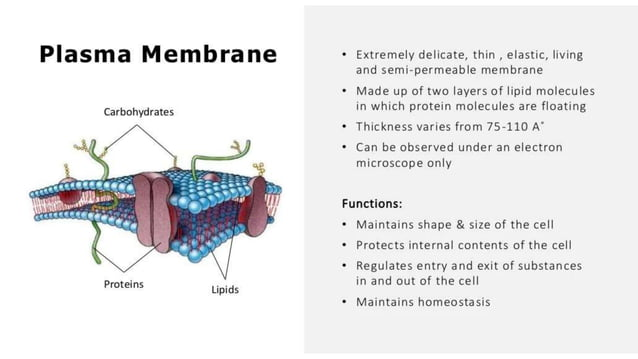 Plasma Membrane
Carbohydrates
Proteins
Lipids
• Extremely delicate, thin , elastic, living
and semi-permeable membrane
• Made up of two layers of lipid molecules
in which protein molecules are floating
• Thickness varies from 75-110 A˚
• Can be observed under an electron
microscope only
Functions:
• Maintains shape & size of the cell
• Protects internal contents of the cell
• Regulates entry and exit of substances
in and out of the cell
• Maintains homeostasis